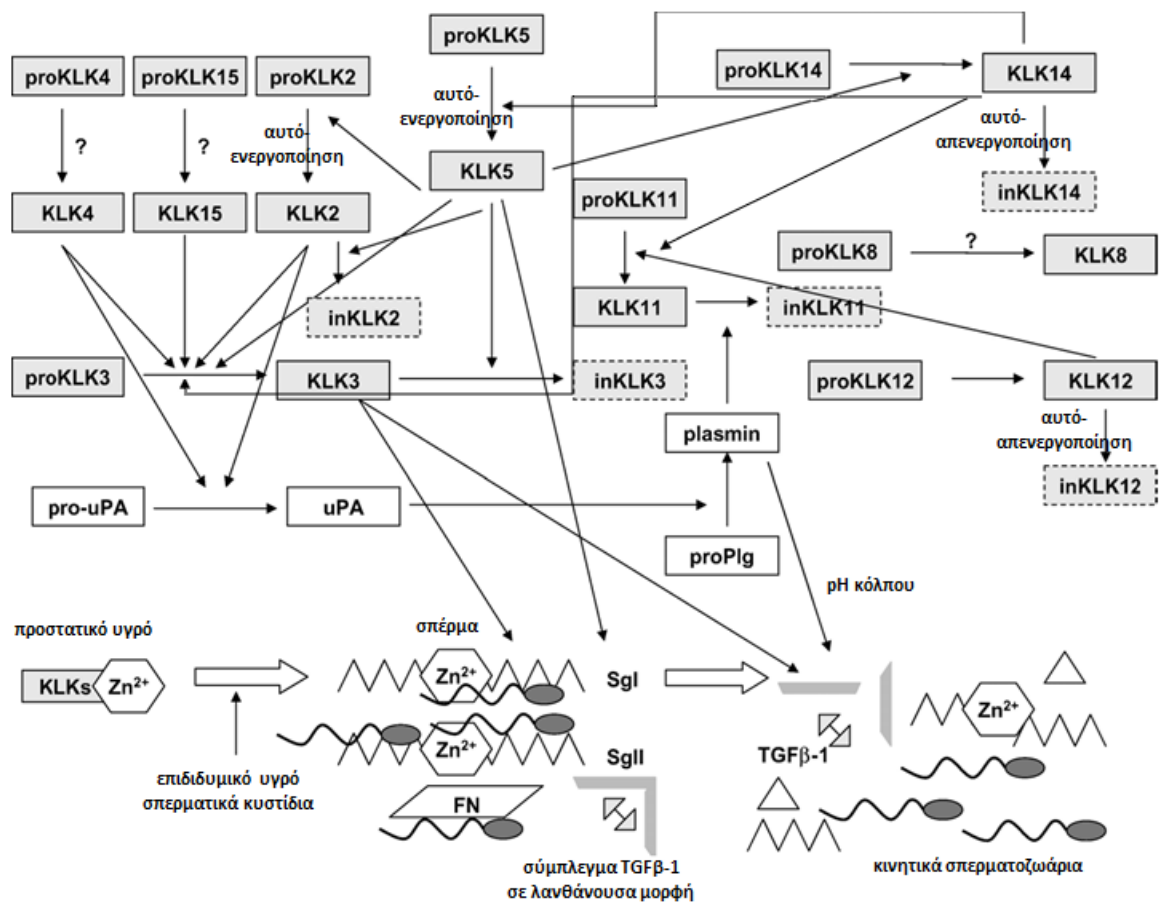 proKLK5
proKLK4
proKLK15
proKLK2
proKLK14
KLK14
αυτό-
ενεργοποίηση
αυτό-
απενεργοποίηση
?
?
αυτό-
ενεργοποίηση
KLK5
inKLK14
proKLK11
KLK4
KLK15
KLK2
proKLK8
?
KLK8
inKLK2
KLK11
inKLK11
proKLK3
KLK3
inKLK3
proKLK12
KLK12
αυτό-
απενεργοποίηση
plasmin
inKLK12
pro-uPA
uPA
proPlg
pH κόλπου
προστατικό υγρό
σπέρμα
KLKs
Zn2+
Zn2+
SgI
Zn2+
Zn2+
SgII
TGFβ-1
επιδιδυμικό υγρό
σπερματικά κυστίδια
FN
σύμπλεγμα TGFβ-1
σε λανθάνουσα μορφή
κινητικά σπερματοζωάρια